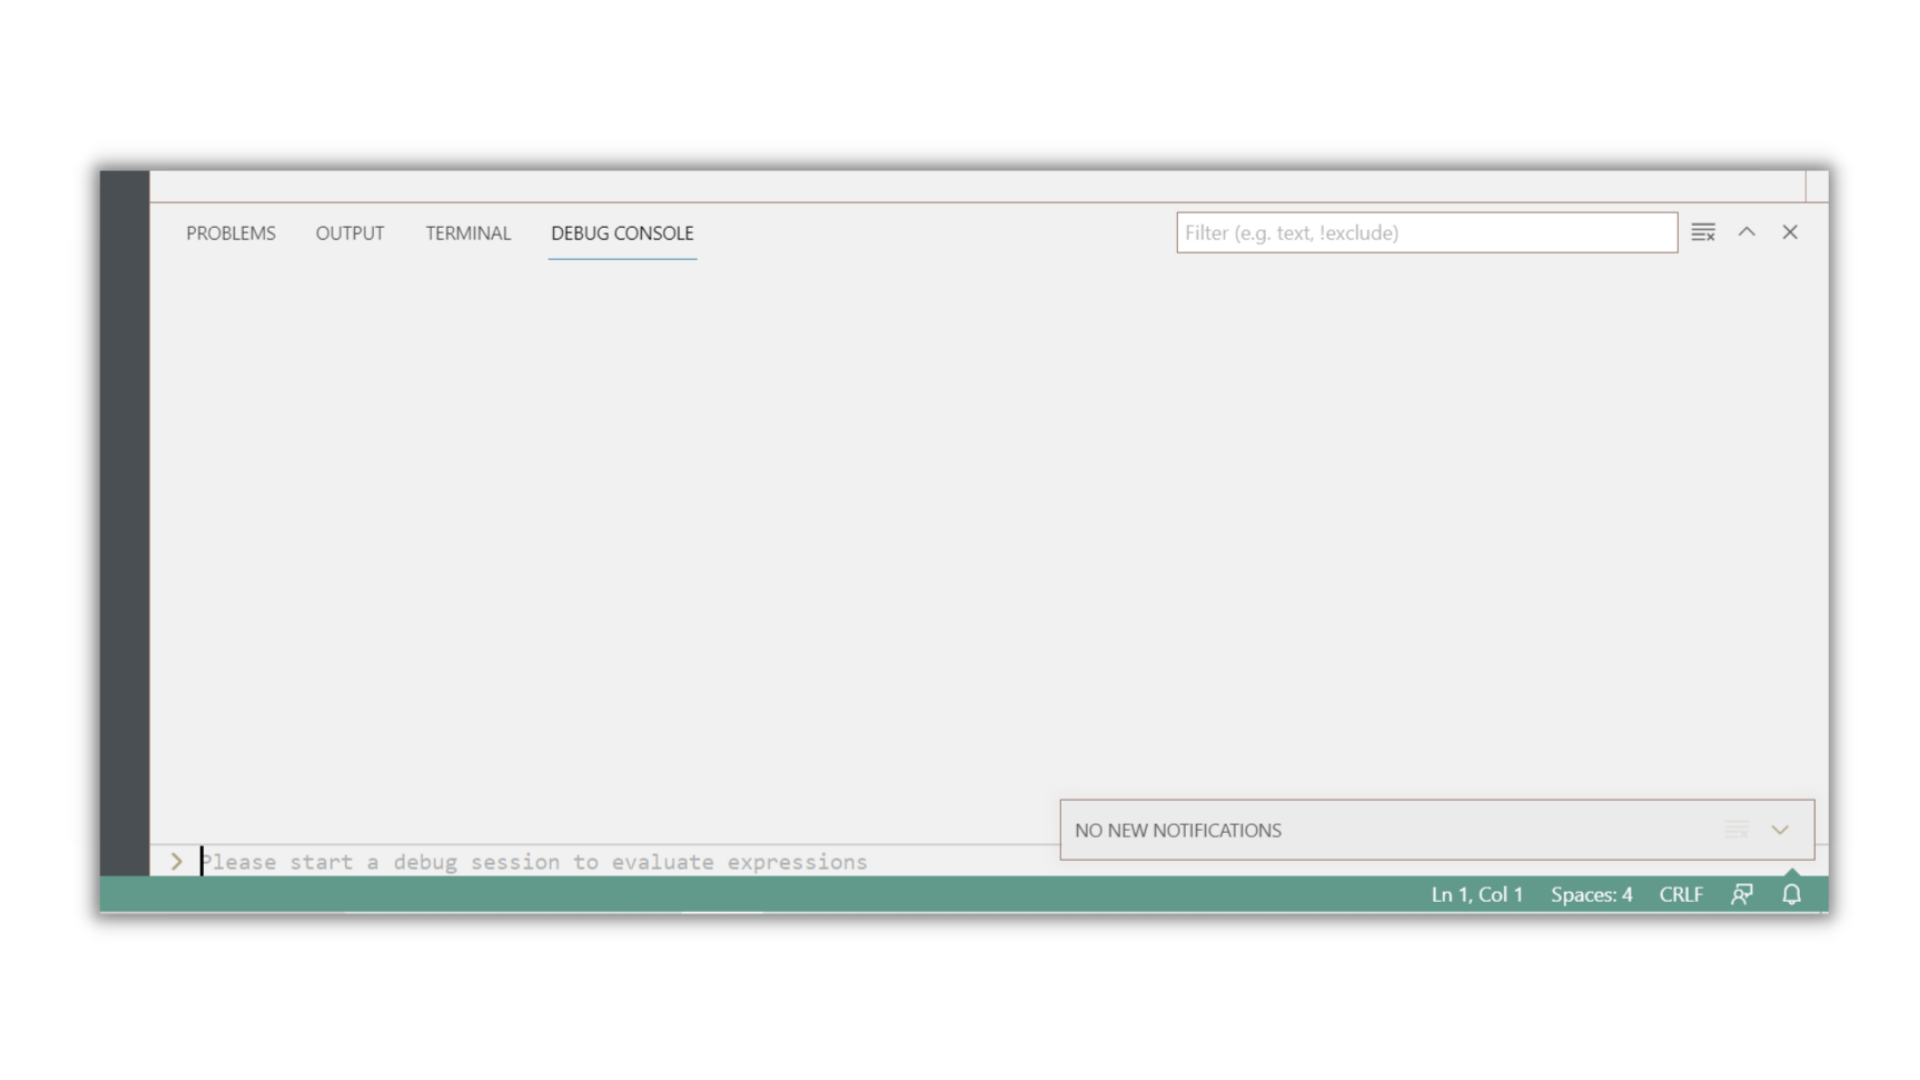 PROBLEMS OUTPUT TERMINAL DEBUG CONSOLE Filter (e.g. text, !exclude)
NO NEW NOTIFICATIONS
Please start a debug session to evaluate expressions
Ln 1, Col 1 Spaces: 4 CRLF